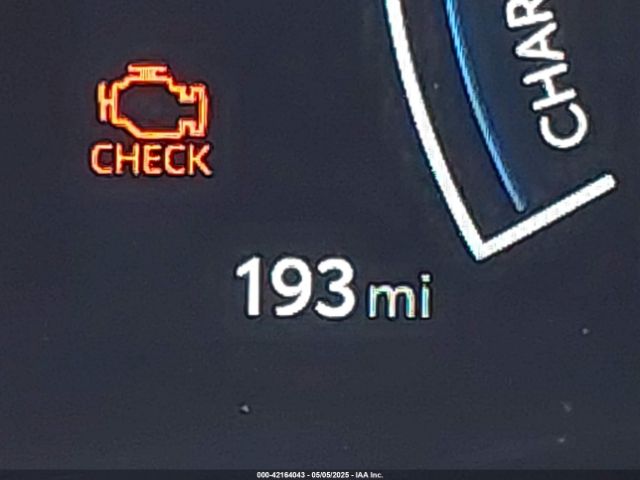 CHAR
CHECK
193 mi
000-42164043 - 05/05/2025 - IAA Inc.